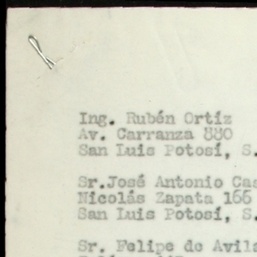 Ing. Rubén Ortiz
Av. Carranza 880
San Luis Potosí, S.
Sr.José Antonio Cas
Nicolás Zapata 166
San Luis Potosí, S.
Sr. Felipe de Avila